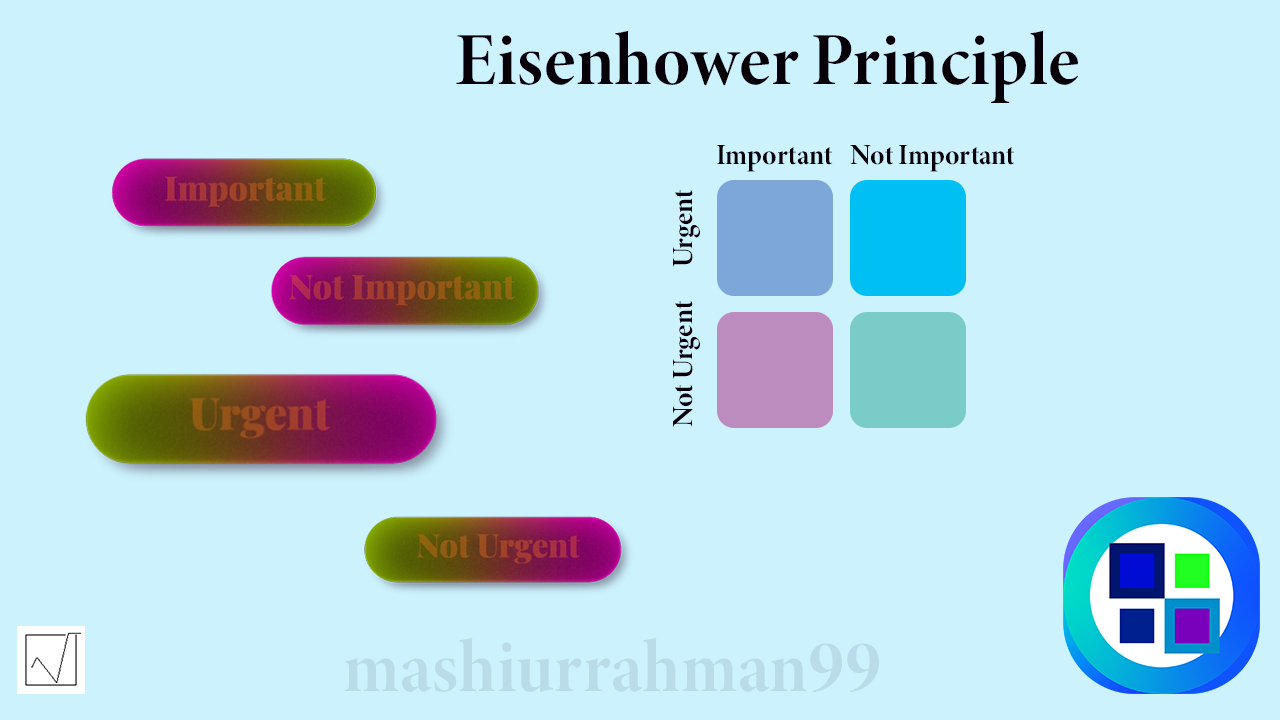 Eisenhower Principle
Important Not Important
Urgent
Not Urgent
Important
Not Important
Urgent
Not Urgent
mashiurrahman99